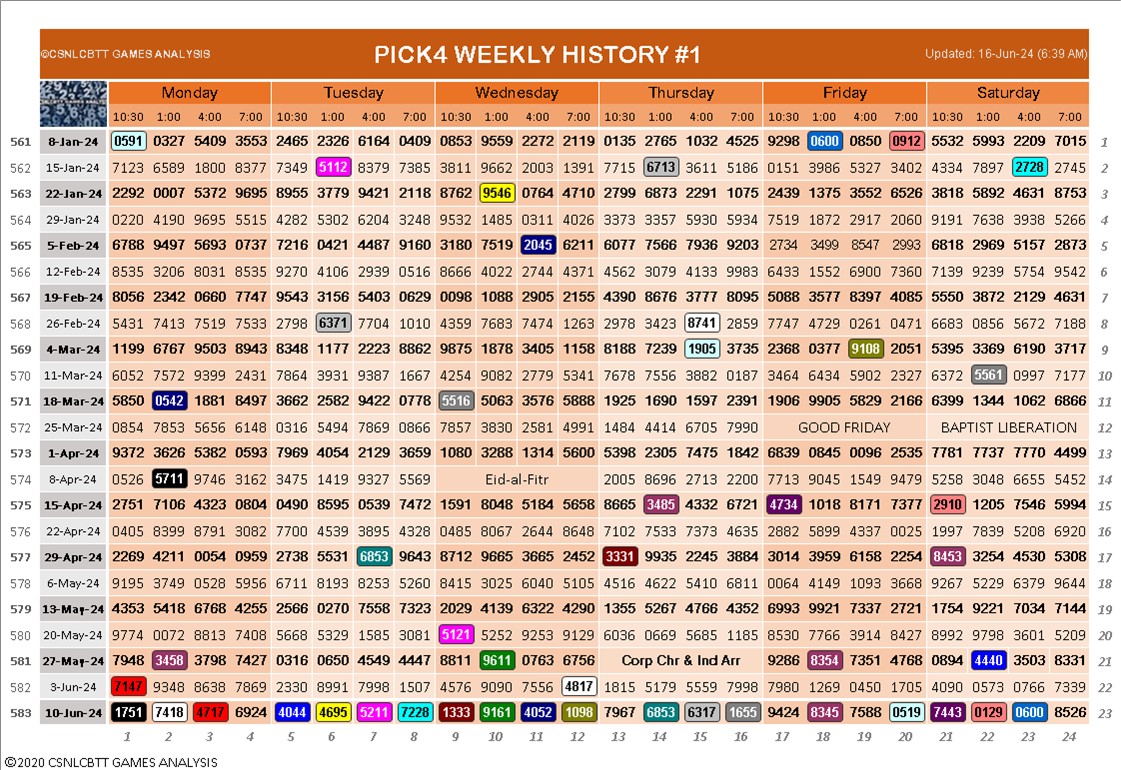 ©CSNLCBTT GAMES ANALYSIS PICK4 WEEKLY HISTORY #1 Updated: 16-Jun-24 (6:39 AM)
Monday Tuesday Wednesday Thursday Friday Saturday
10:30 1:00 4:00 7:00 10:30 1:00 4:00 7:00 10:30 1:00 4:00 7:00 10:30 1:00 4:00 7:00 10:30 1:00 4:00 7:00 10:30 1:00 4:00 7:00
561 8-Jan-24 0591 0327 5409 3553 2465 2326 6164 0409 0853 9559 2272 2119 0135 2765 1032 4525 9298 0600 0850 0912 5532 5993 2209 7015 1
562 15-Jan-24 7123 6589 1800 8377 7349 5112 8379 7385 3811 9662 2003 1391 7715 6713 3611 5186 0151 3986 5327 3402 4334 7897 2728 2745 2
563 22-Jan-24 2292 0007 5372 9695 8955 3779 9421 2118 8762 9546 0764 4710 2799 6873 2291 1075 2439 1375 3552 6526 3818 5892 4631 8753 3
564 29-Jan-24 0220 4190 9695 5515 4282 5302 6204 3248 9532 1485 0311 4026 3373 3357 5930 5934 7519 1872 2917 2060 9191 7638 3938 5266 4
565 5-Feb-24 6788 9497 5693 0737 7216 0421 4487 9160 3180 7519 2045 6211 6077 7566 7936 9203 2734 3499 8547 2993 6818 2969 5157 2873 5
566 12-Feb-24 8535 3206 8031 8535 9270 4106 2939 0516 8666 4022 2744 4371 4562 3079 4133 9983 6433 1552 6900 7360 7139 9239 5754 9542 6
567 19-Feb-24 8056 2342 0660 7747 9543 3156 5403 0629 0098 1088 2905 2155 4390 8676 3777 8095 5088 3577 8397 4085 5550 3872 2129 4631 7
568 26-Feb-24 5431 7413 7519 7533 2798 6371 7704 1010 4359 7683 7474 1263 2978 3423 8741 2859 7747 4729 0261 0471 6683 0856 5672 7188 8
569 4-Mar-24 1199 6767 9503 8943 8348 1177 2223 8862 9875 1878 3405 1158 8188 7239 1905 3735 2368 0377 9108 2051 5395 3369 6190 3717 9
570 11-Mar-24 6052 7572 9399 2431 7864 3931 9387 1667 4254 9082 2779 5341 7678 7556 3882 0187 3464 6434 5902 2327 6372 5561 0997 7177 10
571 18-Mar-24 5850 0542 1881 8497 3662 2582 9422 0778 5516 5063 3576 5888 1925 1690 1597 2391 1906 9905 5829 2166 6399 1344 1062 6866 11
572 25-Mar-24 0854 7853 5656 6148 0316 5494 7869 0866 7857 3830 2581 4991 1484 4414 6705 7990 GOOD FRIDAY BAPTIST LIBERATION 12
573 1-Apr-24 9372 3626 5382 0593 7969 4054 2129 3659 1080 3288 1314 5600 5398 2305 7475 1842 6839 0845 0096 2535 7781 7737 7770 4499 13
574 8-Apr-24 0526 5711 9746 3162 3475 1419 9327 5569 Eid-al-Fitr 2005 8696 2713 2200 7713 9045 1549 9479 5258 3048 6655 5452 14
575 15-Apr-24 2751 7106 4323 0804 0490 8595 0539 7472 1591 8048 5184 5658 8665 3485 4332 6721 4734 1018 8171 7377 2910 1205 7546 5994 15
576 22-Apr-24 0405 8399 8791 3082 7700 4539 3895 4328 0485 8067 2644 8648 7102 7533 7373 4635 2882 5899 4337 0025 1997 7839 5208 6920 16
577 29-Apr-24 2269 4211 0054 0959 2738 5531 6853 9643 8712 9665 3665 2452 3331 9935 2245 3884 3014 3959 6158 2254 8453 3254 4530 5308 17
578 6-May-24 9195 3749 0528 5956 6711 8193 8253 5260 8415 3025 6040 5105 4516 4622 5410 6811 0064 4149 1093 3668 9267 5229 6379 9644 18
579 13-May-24 4353 5418 6768 4255 2566 0270 7558 7323 2029 4139 6322 4290 1355 5267 4766 4352 6993 9921 7337 2721 1754 9221 7034 7144 19
580 20-May-24 9774 0072 8813 7408 5668 5329 1585 3081 5121 5252 9253 9129 6036 0669 5685 1185 8530 7766 3914 8427 8992 9798 3601 5209 20
581 27-May-24 7948 3458 3798 7427 0316 0650 4549 4447 8811 9611 0763 6756 Corp Chr & Ind Arr 9286 8354 7351 4768 0894 4440 3503 8331 21
582 3-Jun-24 7147 9348 8638 7869 2330 8991 7998 1507 4576 9090 7556 4817 1815 5179 5559 7998 7980 1269 0450 1705 4090 0573 0766 7339 22
583 10-Jun-24 1751 7418 4717 6924 4044 4695 5211 7228 1333 9161 4052 1098 7967 6853 6317 1655 9424 8345 7588 0519 7443 0129 0600 8526 23
1 2 3 4 5 6 7 8 9 10 11 12 13 14 15 16 17 18 19 20 21 22 23 24
©2020 CSNLCBTT GAMES ANALYSIS